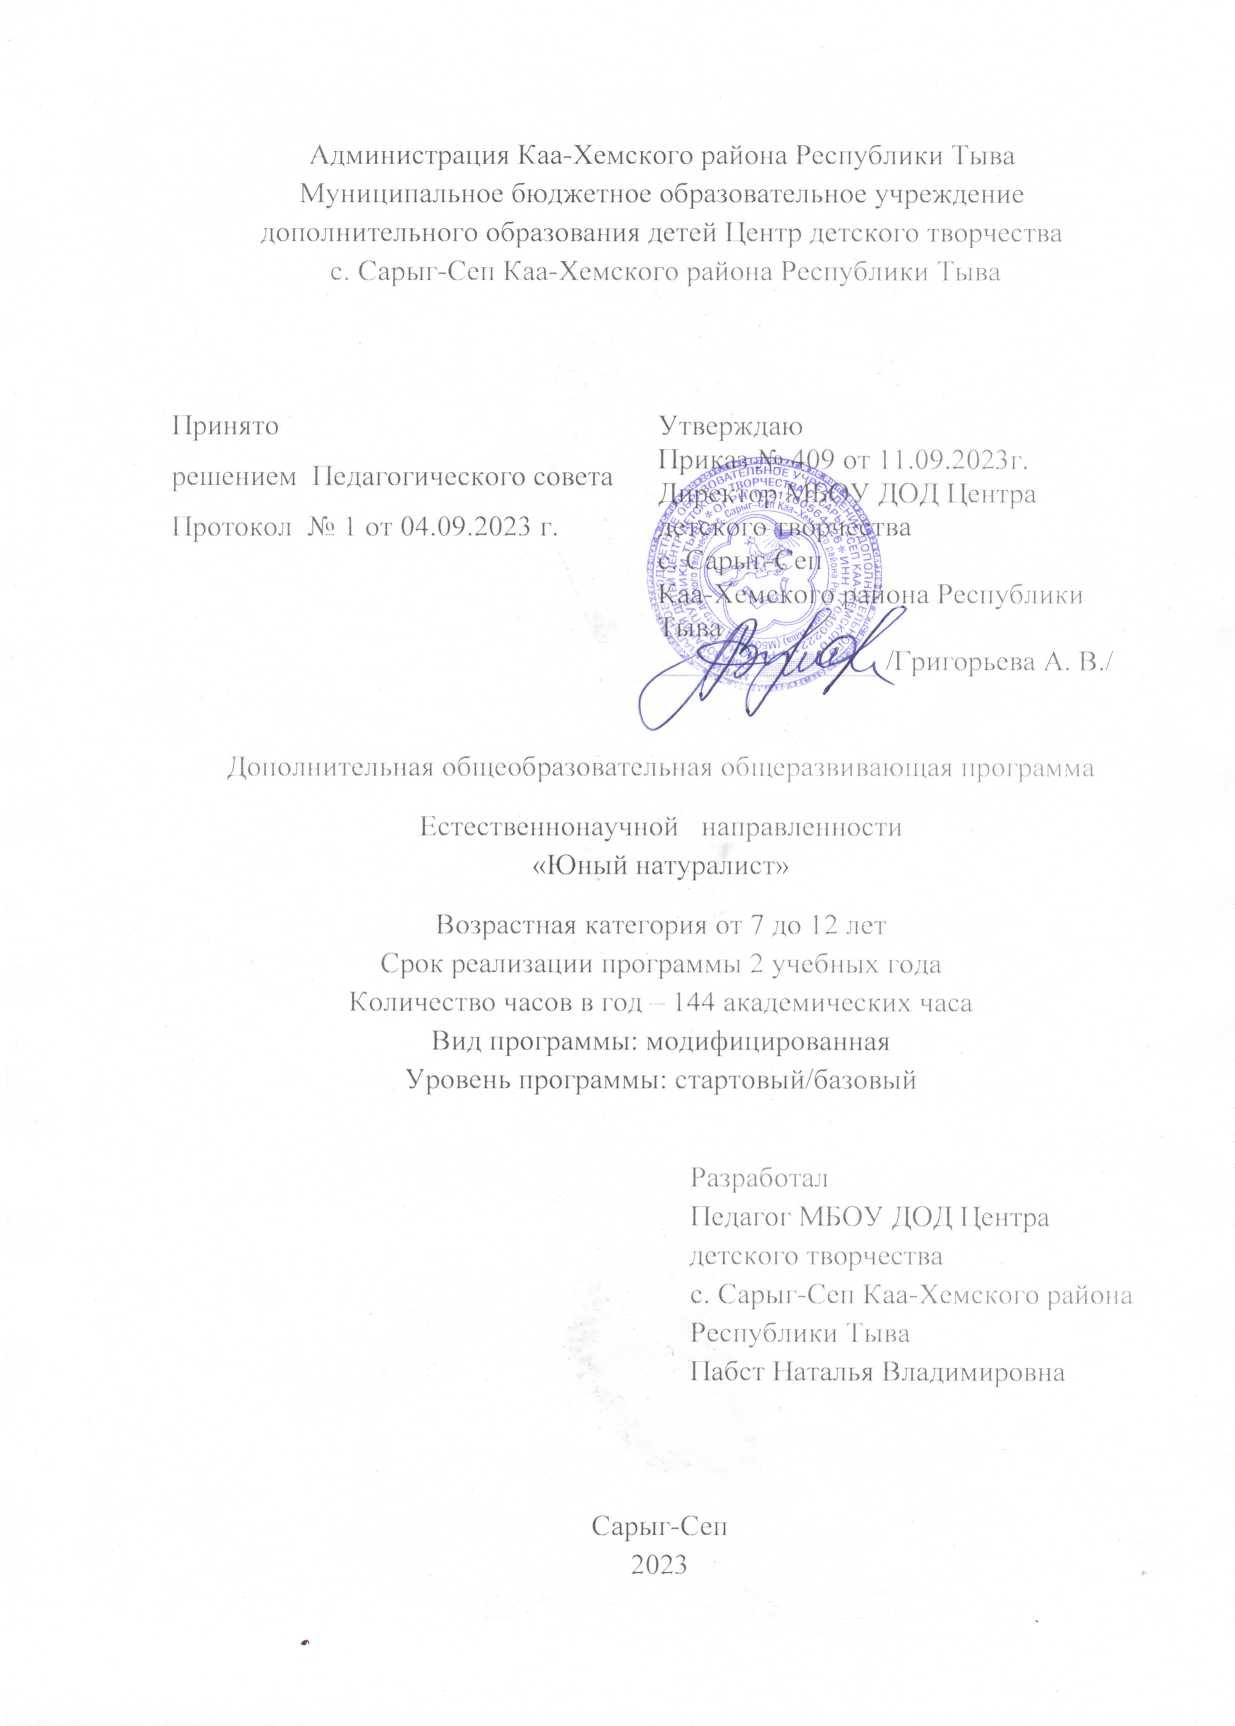 Администрация Каа-Хемского района Республики Тыва
Муниципальное бюджетное образовательное учреждение
дополнительного образования детей Центр детского творчества
с. Сарыг-Сеп Каа-Хемского района Республики Тыва
Принято
решением Педагогического совета
Протокол № 1 от 04.09.2023 г.
Утверждаю
Приказ № 409 от 11.09.2023г.
Директор МБОУ ДОД Центра
детского творчества
с. Сарыг-Сеп
Каа-Хемского района Республики
Тыва
/Григорьева А. В./
Дополнительная общеобразовательная общеразвивающая программа
Естественнонаучной направленности
«Юный натуралист»
Возрастная категория от 7 до 12 лет
Срок реализации программы 2 учебных года
Количество часов в год – 144 академических часа
Вид программы: модифицированная
Уровень программы: стартовый/базовый
Разработал
Педагог МБОУ ДОД Центра
детского творчества
с. Сарыг-Сеп Каа-Хемского района
Республики Тыва
Пабст Наталья Владимировна
Сарыг-Сеп
2023